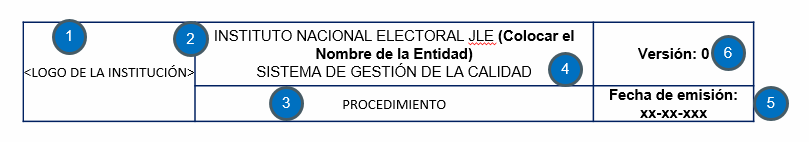 1
2
INSTITUTO NACIONAL ELECTORAL JLE (Colocar el
Nombre de la Entidad)
SISTEMA DE GESTIÓN DE LA CALIDAD
4
<LOGO DE LA INSTITUCIÓN>
Versión: 0
6
3
PROCEDIMIENTO
Fecha de emisión:
xx-xx-xxx
5